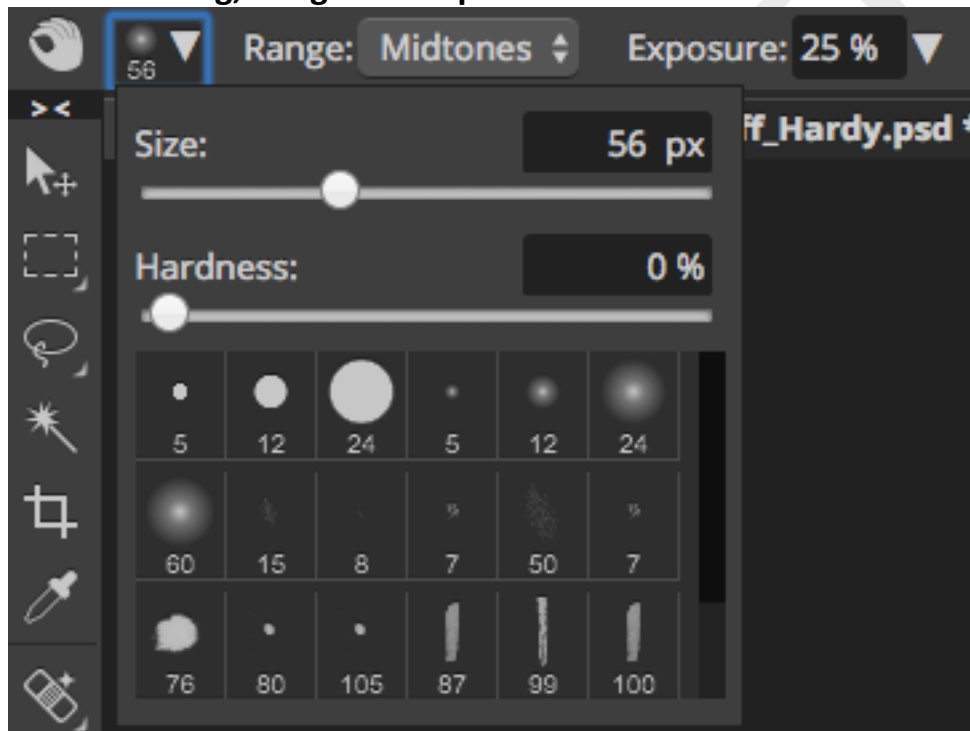 56 Range: Midtones Exposure: 25 %
ff_Hardy.psd *
Size: 56 px
Hardness: 0 %
5 12 24 5 12 24
60 15 8 7 50 7
76 80 105 87 99 100